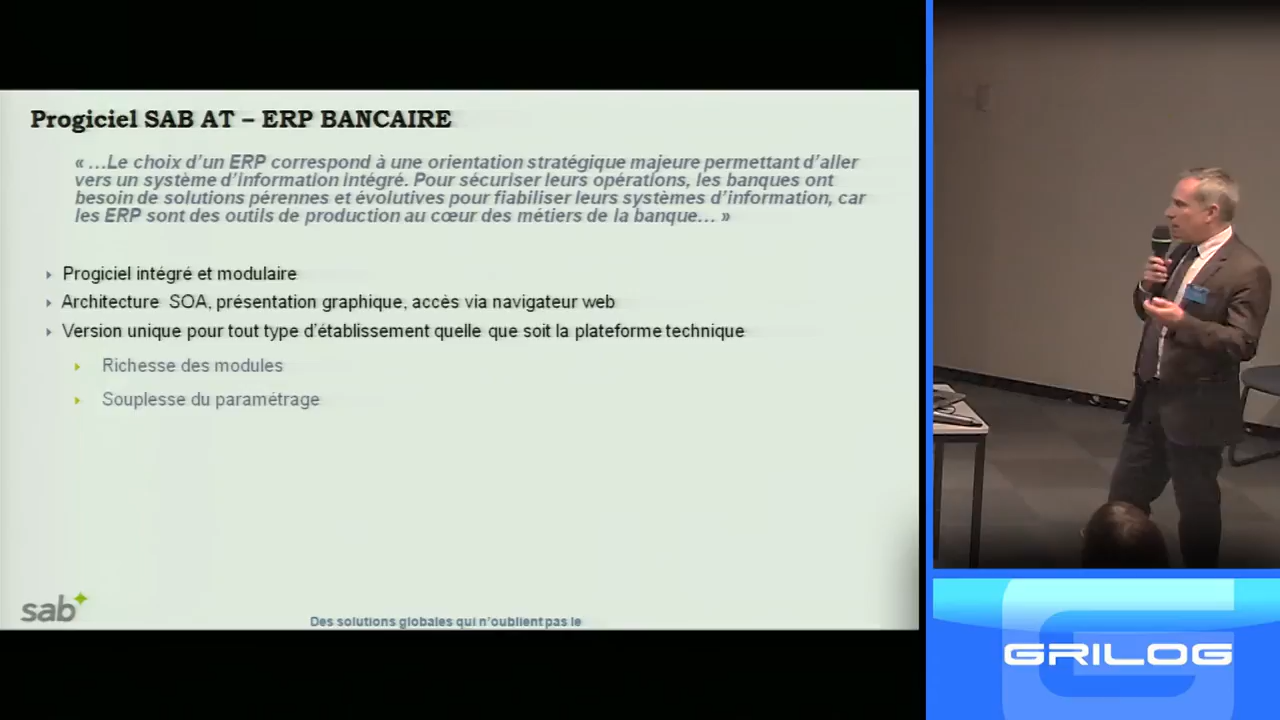 Progiciel SAB AT – ERP BANCAIRE
« …Le choix d’un ERP correspond à une orientation stratégique majeure permettant d’aller
vers un système d’information intégré. Pour sécuriser leurs opérations, les banques ont
besoin de solutions pérennes et évolutives pour fiabiliser leurs systèmes d’information, car
les ERP sont des outils de production au cœur des métiers de la banque… »
Progiciel intégré et modulaire
Architecture SOA, présentation graphique, accès via navigateur web
Version unique pour tout type d’établissement quelle que soit la plateforme technique
Richesse des modules
Souplesse du paramétrage
sab
Des solutions globales qui n’oublient pas le
GRILOG